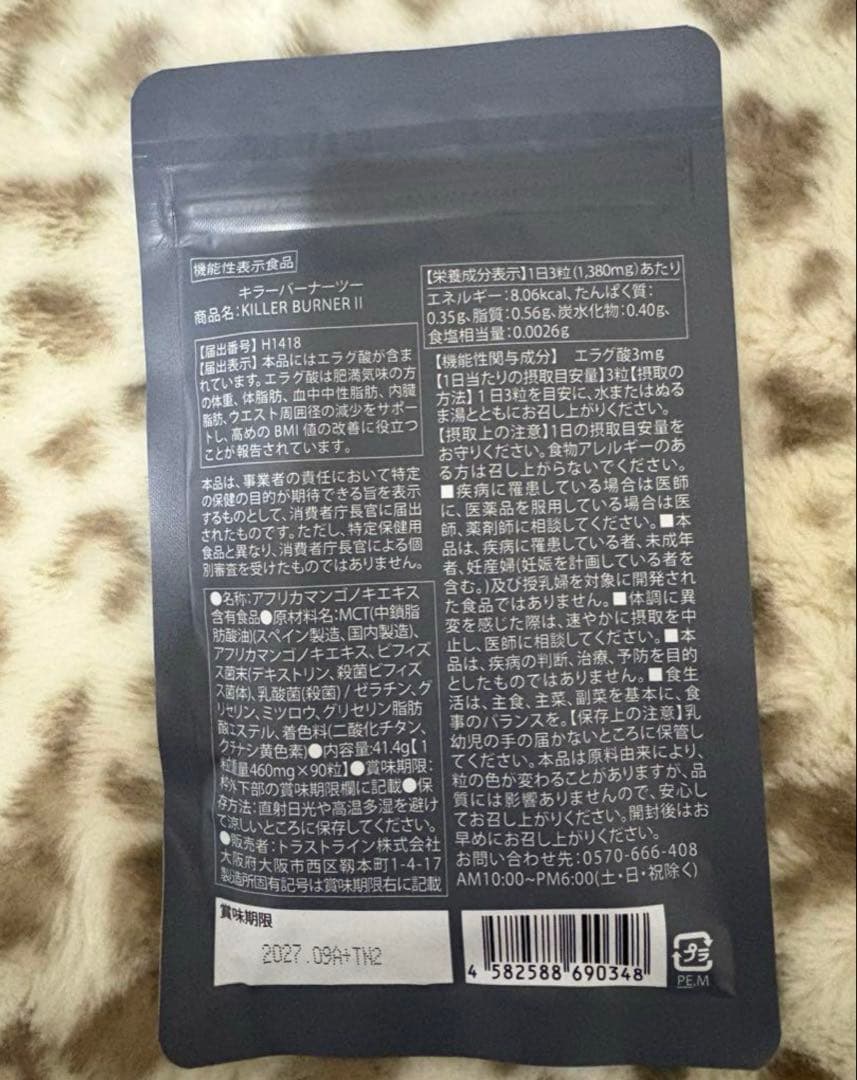 機能性表示食品
キラーバーナーツー
商品名:KILLER BURNER II
【届出番号】H1418
【届出表示】本品にはエラグ酸が含ま
れています。エラグ酸は肥満気味の方
の体重、体脂肪、血中中性脂肪、内臓
脂肪、ウエスト周囲径の減少をサポー
トし、高めのBMI値の改善に役立つ
ことが報告されています。
本品は、事業者の責任において特定
の保健の目的が期待できる旨を表示
するものとして、消費者庁長官に届出
されたものです。ただし、特定保健用
食品と異なり、消費者庁長官による個
別審査を受けたものではありません。
●名称:アフリカマンゴノキエキス
含有食品●原材料名:MCT(中鎖脂
肪酸油)(スペイン製造、国内製造)、
アフリカマンゴノキエキス、ビフィズ
ス菌末(デキストリン、殺菌ビフィズ
ス菌体)、乳酸菌(殺菌)/ゼラチン、グ
リセリン、ミツロウ、グリセリン脂肪
酸エステル、着色料(二酸化チタン、
クチナシ黄色素)●内容量:41.4g【1
粒重量460mg×90粒】●賞味期限:
枠外下部の賞味期限欄に記載●保
存方法:直射日光や高温多湿を避け
て涼しいところに保存してください。
●販売者:トラストライン株式会社
大阪府大阪市西区靱本町1-4-17
製造所固有記号は賞味期限右に記載
【栄養成分表示】1日3粒(1,380mg)あたり
エネルギー:8.06kcal、たんぱく質:
0.35g、脂質:0.56g、炭水化物:0.40g、
食塩相当量:0.0026g
【機能性関与成分】 エラグ酸3mg
【1日当たりの摂取目安量】3粒【摂取の
方法】1日3粒を目安に、水またはぬる
ま湯とともにお召し上がりください。
【摂取上の注意】1日の摂取目安量を
お守りください。食物アレルギーのあ
る方は召し上がらないでください。
■疾病に罹患している場合は医師
に、医薬品を服用している場合は医
師、薬剤師に相談してください。■本
品は、疾病に罹患している者、未成年
者、妊産婦(妊娠を計画している者を
含む。)及び授乳婦を対象に開発され
た食品ではありません。■体調に異
変を感じた際は、速やかに摂取を中
止し、医師に相談してください。■本
品は、疾病の判断、治療、予防を目的
としたものではありません。■食生
活は、主食、主菜、副菜を基本に、食
事のバランスを。【保存上の注意】乳
幼児の手の届かないところに保管し
てください。本品は原料由来により、
粒の色が変わることがありますが、品
質には影響ありませんので、安心し
てお召し上がりください。開封後はお
早めにお召し上がりください。
お問い合わせ先:0570-666-408
AM10:00~PM6:00(土・日・祝除く)
賞味期限
2027.09A+TN2
4 582588 690348
プラ
PE.M